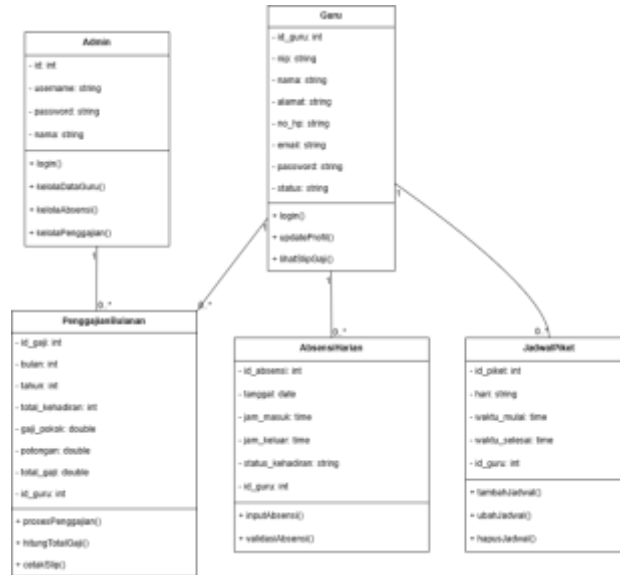 Admin
- id: int
- username: string
- password: string
- nama: string
+ login()
+ kelolaDataGuru()
+ kelolaAbsensi()
+ kelolaPenggajian()
Guru
- id_guru: int
- nip: string
- nama: string
- alamat: string
- no_hp: string
- email: string
- password: string
- status: string
+ login()
+ updateProfil()
+ lihatSlipGaji()
1
0..*
1
0..*
1
0..*
1
0..*
PenggajianBulanan
- id_gaji: int
- bulan: int
- tahun: int
- total_kehadiran: int
- gaji_pokok: double
- potongan: double
- total_gaji: double
- id_guru: int
+ prosesPenggajian()
+ hitungTotalGaji()
+ cetakSlip()
AbsensiHarian
- id_absensi: int
- tanggal: date
- jam_masuk: time
- jam_keluar: time
- status_kehadiran: string
- id_guru: int
+ inputAbsensi()
+ validasiAbsensi()
JadwalPiket
- id_piket: int
- hari: string
- waktu_mulai: time
- waktu_selesai: time
- id_guru: int
+ tambahJadwal()
+ ubahJadwal()
+ hapusJadwal()